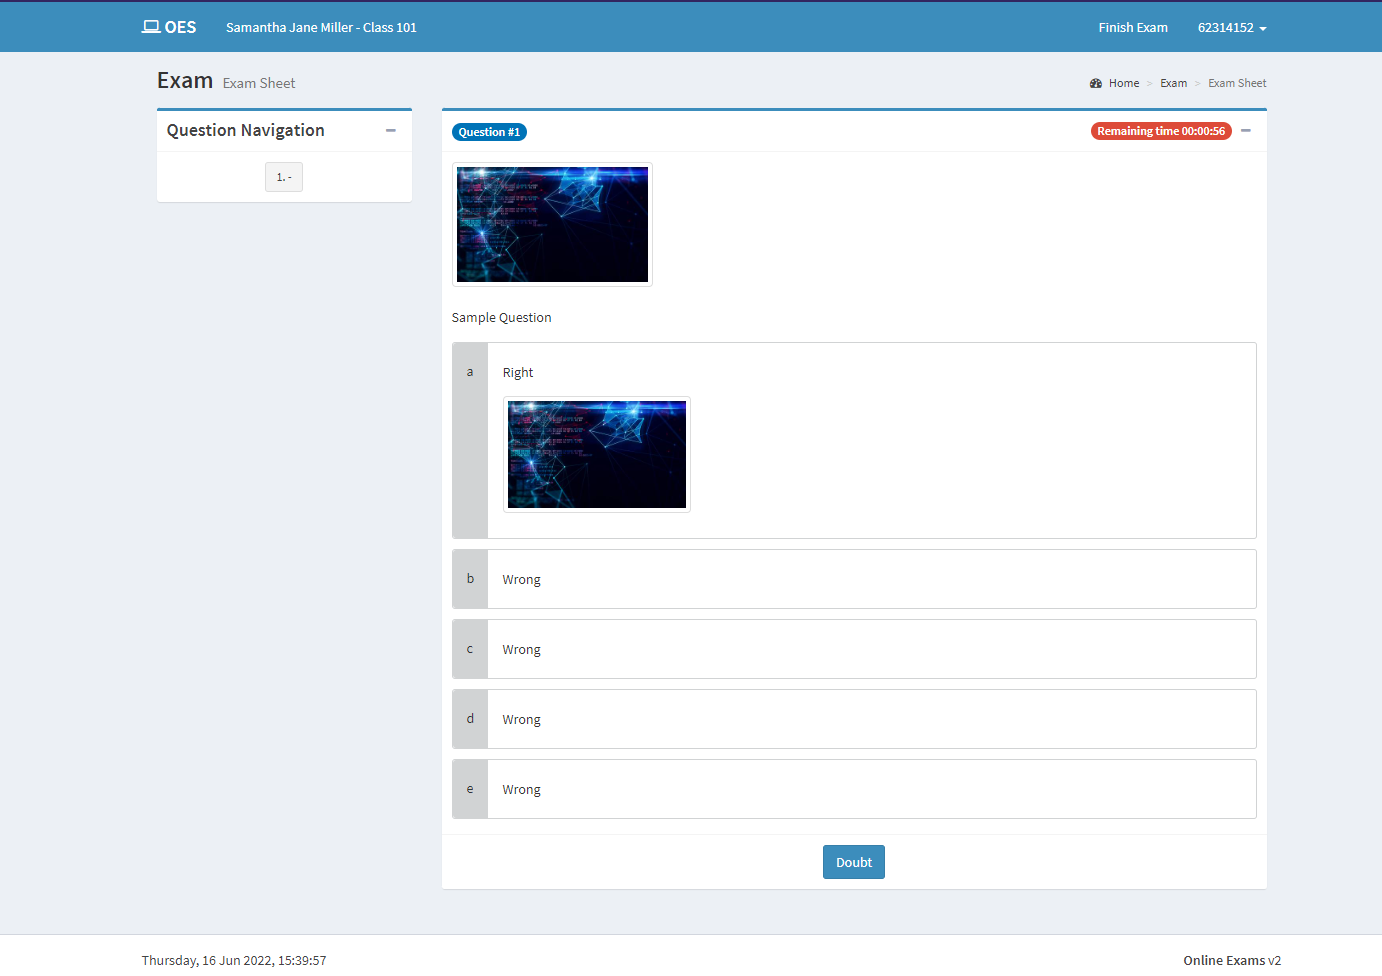 OES Samantha Jane Miller - Class 101 Finish Exam 62314152
Exam Exam Sheet Home > Exam > Exam Sheet
Question Navigation
1. -
Question #1 Remaining time 00:00:56
Sample Question
a Right
b Wrong
c Wrong
d Wrong
e Wrong
Doubt
Thursday, 16 Jun 2022, 15:39:57 Online Exams v2